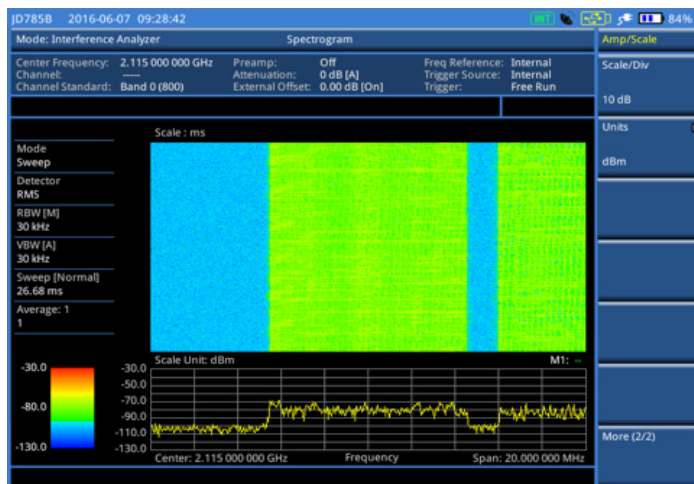 JD785B 2016-06-07 09:28:42 INT 84%
Mode: Interference Analyzer Spectrogram Amp/Scale
Center Frequency: 2.115 000 000 GHz Preamp: Off Freq Reference: Internal
Channel: ---- Attenuation: 0 dB [A] Trigger Source: Internal
Channel Standard: Band 0 (800) External Offset: 0.00 dB [On] Trigger: Free Run
Scale/Div
10 dB
Units
dBm
More (2/2)
Scale : ms
Mode
Sweep
Detector
RMS
RBW [M]
30 kHz
VBW [A]
30 kHz
Sweep [Normal]
26.68 ms
Average: 1
1
Scale Unit: dBm M1: --
-30.0
-80.0
-130.0
-30.0
-50.0
-70.0
-90.0
-110.0
-130.0
Center: 2.115 000 000 GHz Frequency Span: 20.000 000 MHz